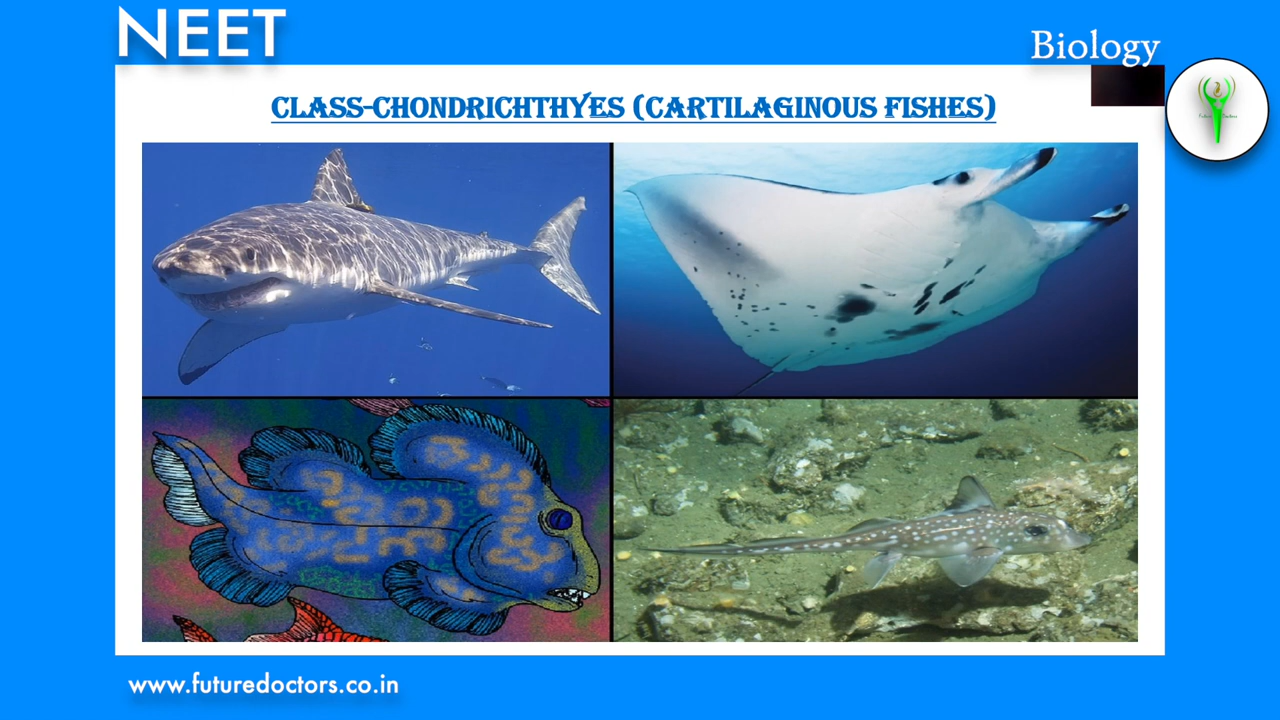 NEET
Biology
CLASS-CHONDRICHTHYES (CARTILAGINOUS FISHES)
www.futuredoctors.co.in